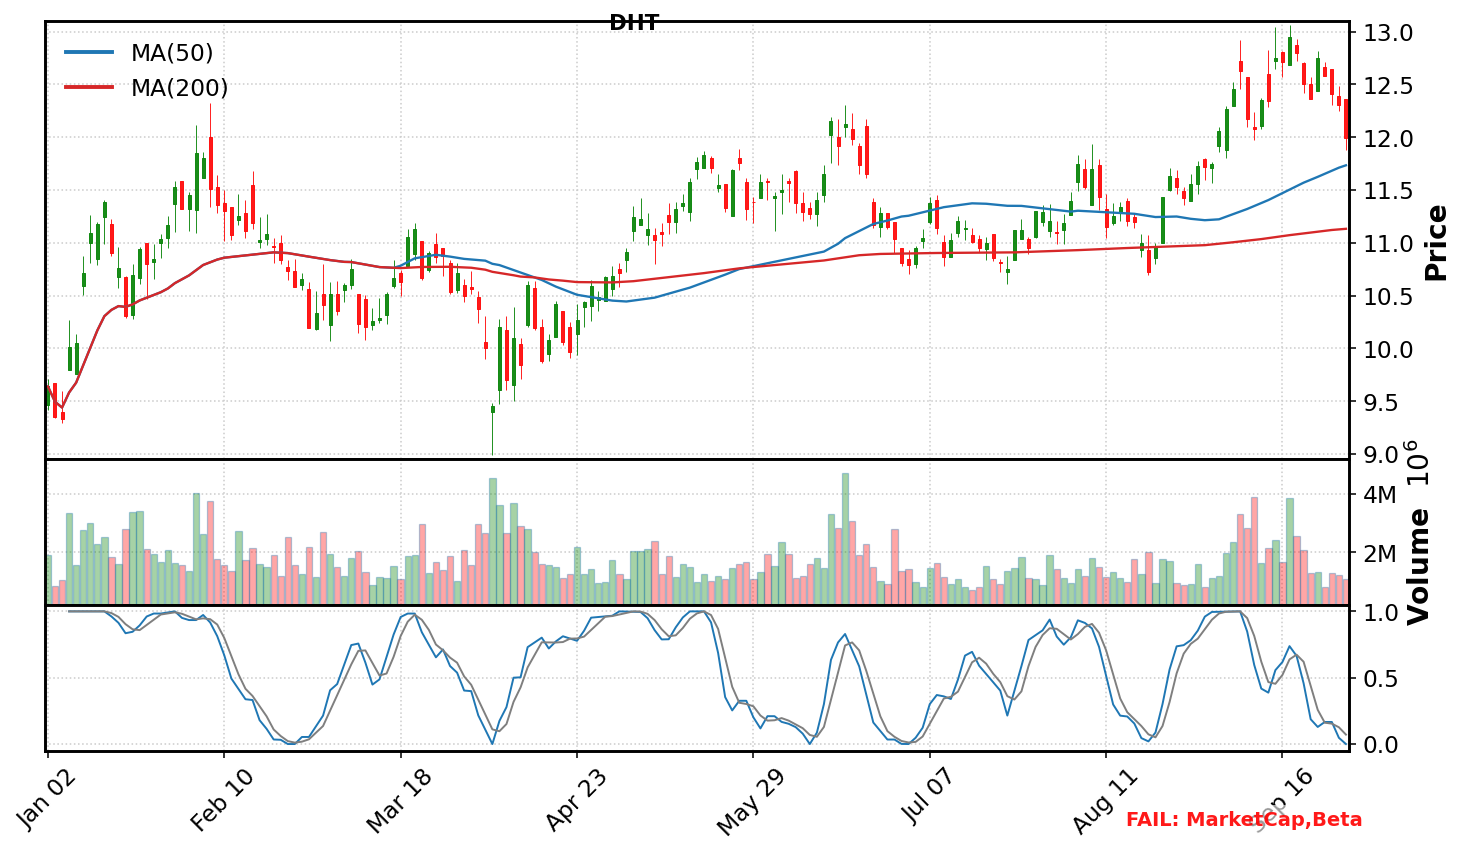 DHT
MA(50)
MA(200)
13.0
12.5
12.0
11.5
11.0
10.5
10.0
9.5
9.0
Price
10⁶
4M
2M
Volume
1.0
0.5
0.0
Jan 02
Feb 10
Mar 18
Apr 23
May 29
Jul 07
Aug 11
Sep 16
FAIL: MarketCap,Beta